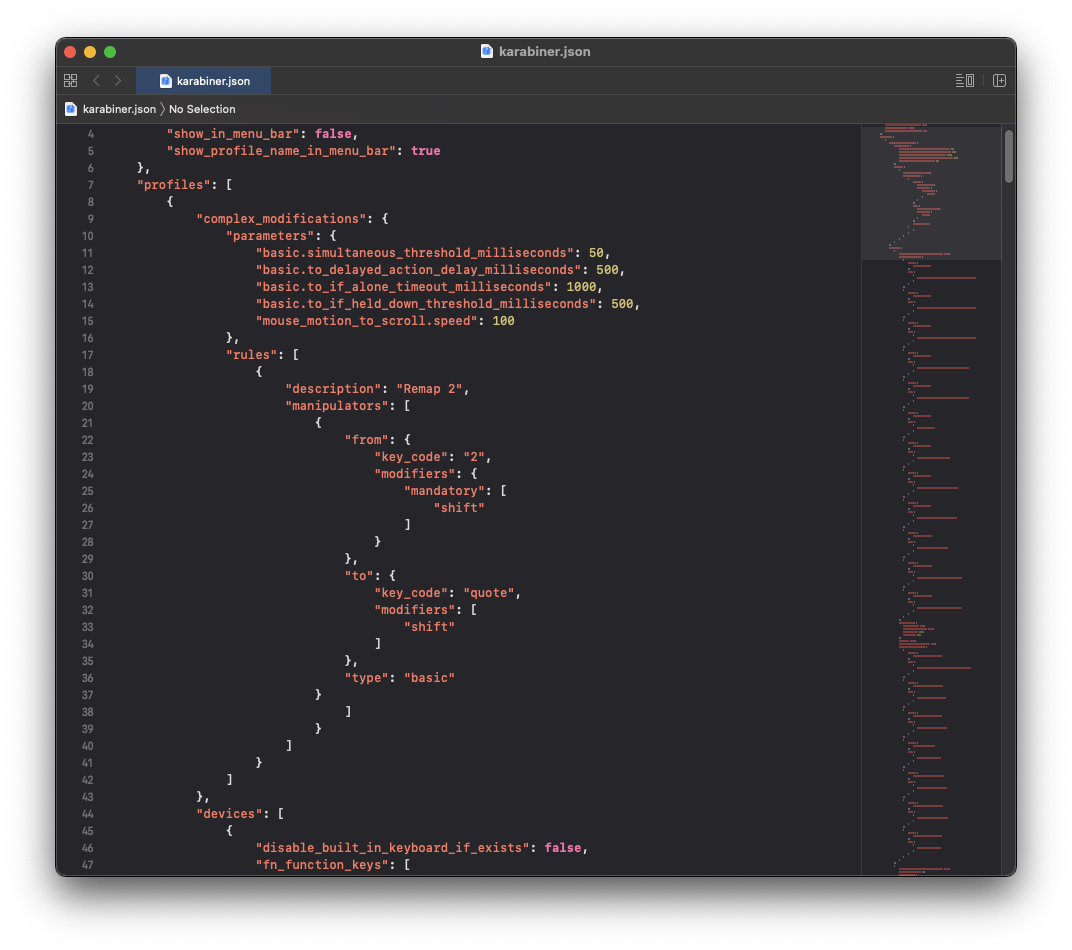 karabiner.json
karabiner.json
karabiner.json 〉 No Selection
4 "show_in_menu_bar": false,
5 "show_profile_name_in_menu_bar": true
6 },
7 "profiles": [
8 {
9 "complex_modifications": {
10 "parameters": {
11 "basic.simultaneous_threshold_milliseconds": 50,
12 "basic.to_delayed_action_delay_milliseconds": 500,
13 "basic.to_if_alone_timeout_milliseconds": 1000,
14 "basic.to_if_held_down_threshold_milliseconds": 500,
15 "mouse_motion_to_scroll.speed": 100
16 },
17 "rules": [
18 {
19 "description": "Remap 2",
20 "manipulators": [
21 {
22 "from": {
23 "key_code": "2",
24 "modifiers": {
25 "mandatory": [
26 "shift"
27 ]
28 }
29 },
30 "to": {
31 "key_code": "quote",
32 "modifiers": [
33 "shift"
34 ]
35 },
36 "type": "basic"
37 }
38 ]
39 }
40 ]
41 }
42 ]
43 },
44 "devices": [
45 {
46 "disable_built_in_keyboard_if_exists": false,
47 "fn_function_keys": [